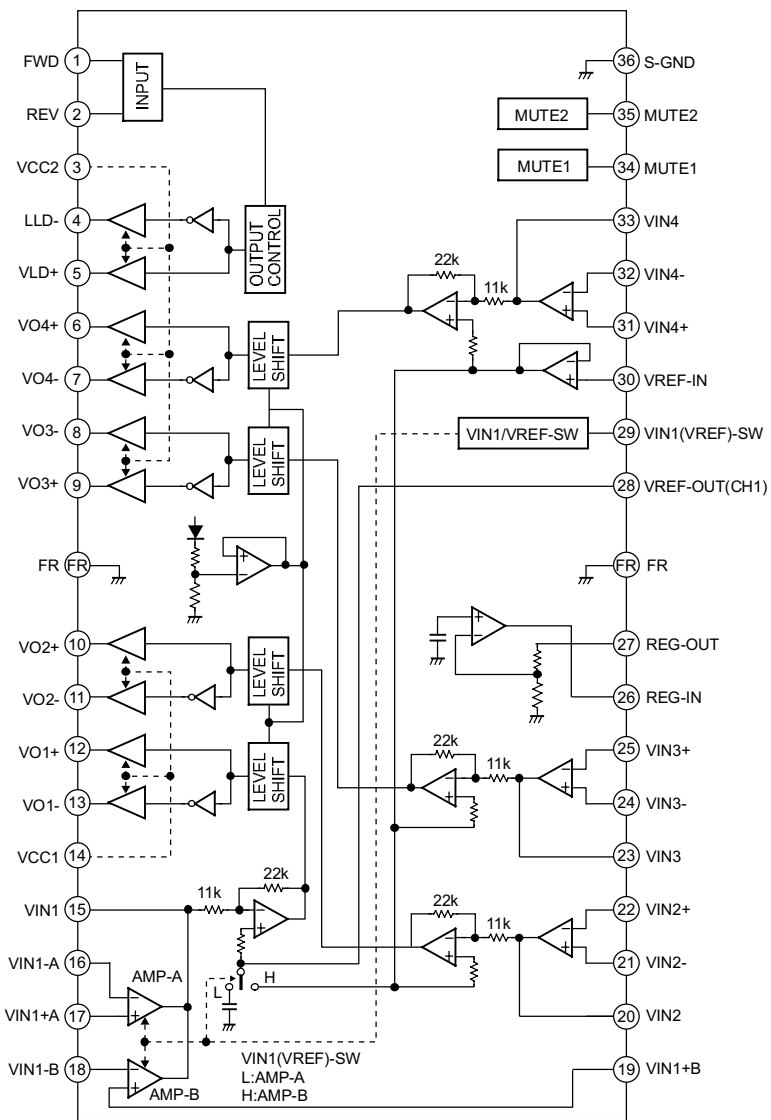 FWD 1
INPUT
36 S-GND
REV 2
MUTE2
35 MUTE2
VCC2 3
MUTE1
34 MUTE1
LLD- 4
OUTPUT
CONTROL
33 VIN4
VLD+ 5
22k
11k
32 VIN4-
VO4+ 6
LEVEL
SHIFT
31 VIN4+
VO4- 7
30 VREF-IN
VO3- 8
LEVEL
SHIFT
VIN1/VREF-SW
29 VIN1(VREF)-SW
VO3+ 9
28 VREF-OUT(CH1)
FR FR
FR FR
VO2+ 10
LEVEL
SHIFT
27 REG-OUT
VO2- 11
26 REG-IN
VO1+ 12
LEVEL
SHIFT
22k
11k
25 VIN3+
VO1- 13
24 VIN3-
VCC1 14
23 VIN3
VIN1 15
11k
22k
22k
11k
22 VIN2+
VIN1-A 16
AMP-A
L
H
21 VIN2-
VIN1+A 17
20 VIN2
VIN1-B 18
AMP-B
VIN1(VREF)-SW
L:AMP-A
H:AMP-B
19 VIN1+B